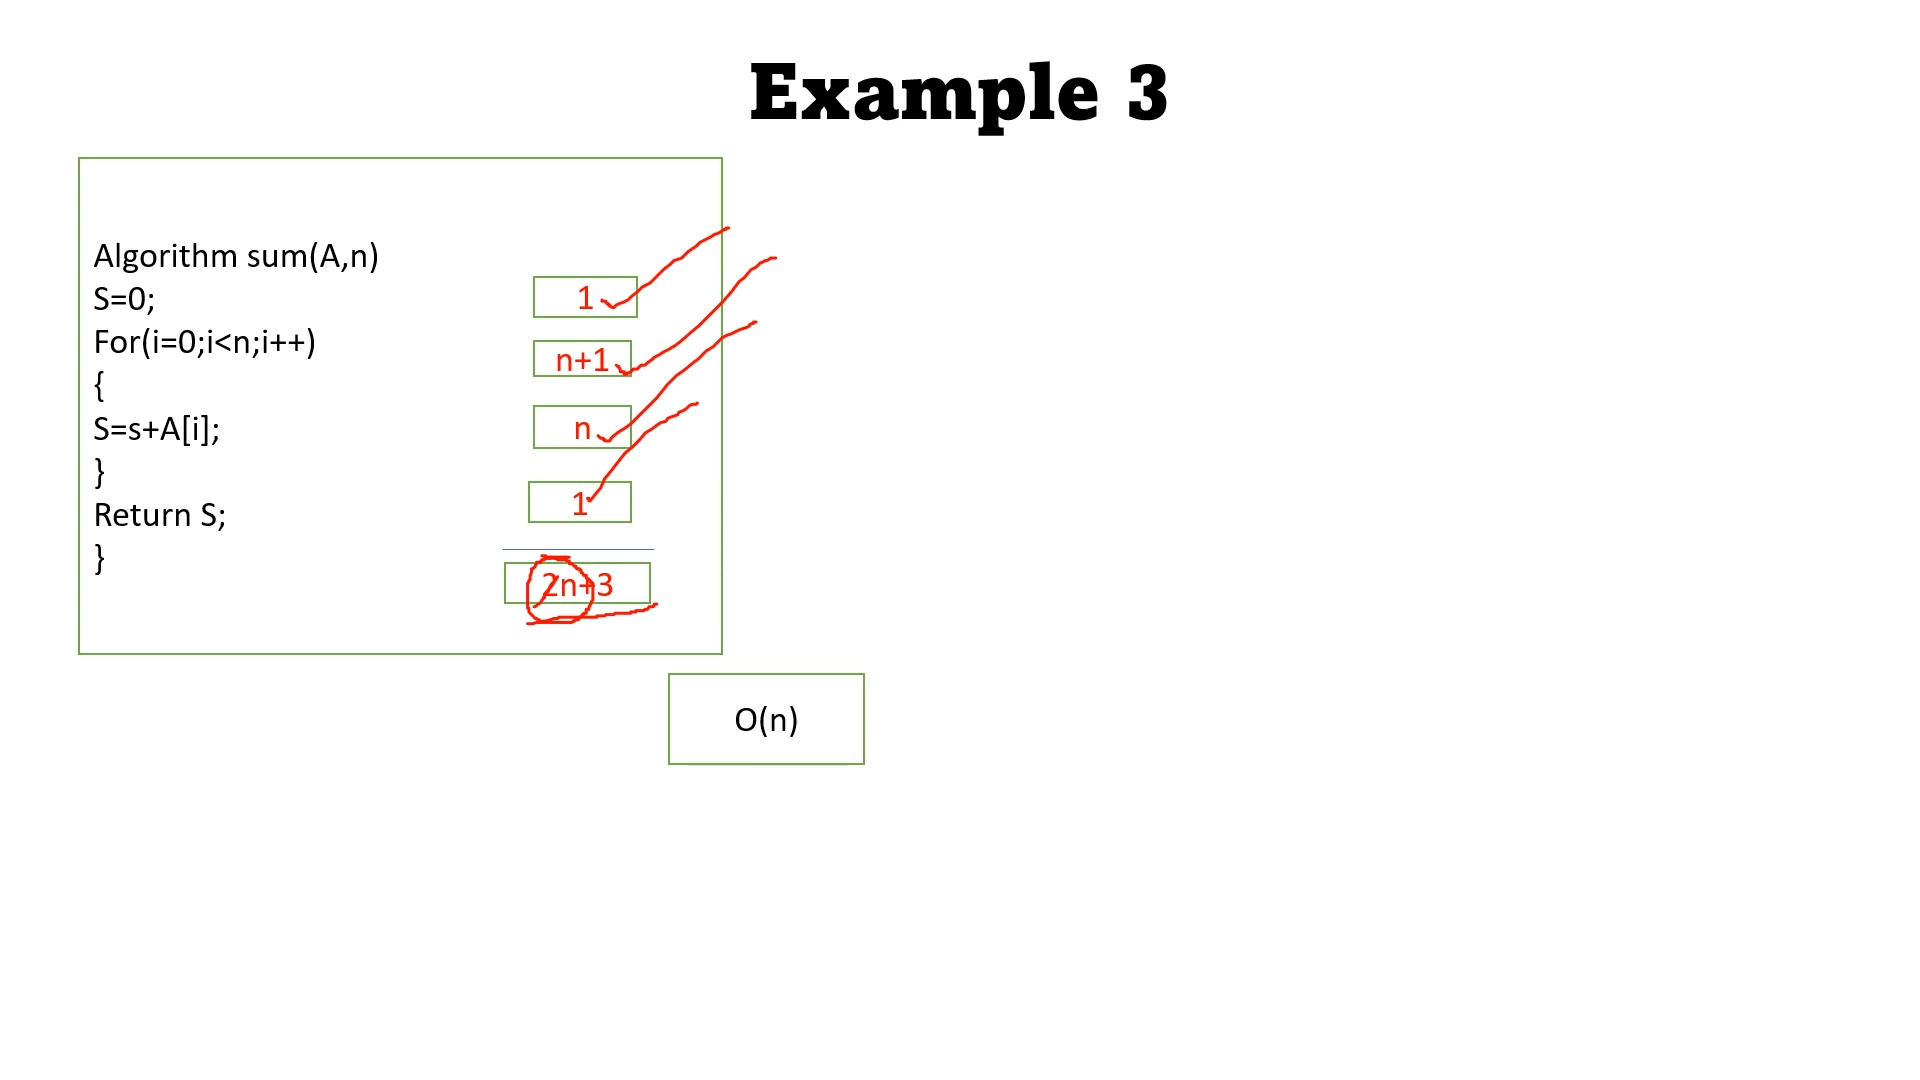 Example 3
Algorithm sum(A,n)
S=0;
1
For(i=0;i<n;i++)
n+1
{
S=s+A[i];
n
}
Return S;
1
}
2n+3
O(n)